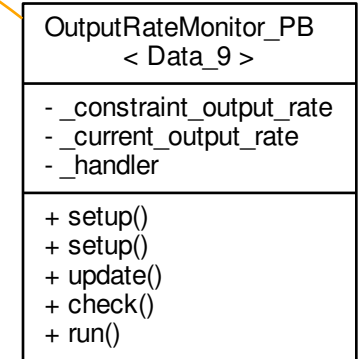 OutputRateMonitor_PB
< Data_9 >
- _constraint_output_rate
- _current_output_rate
- _handler
+ setup()
+ setup()
+ update()
+ check()
+ run()